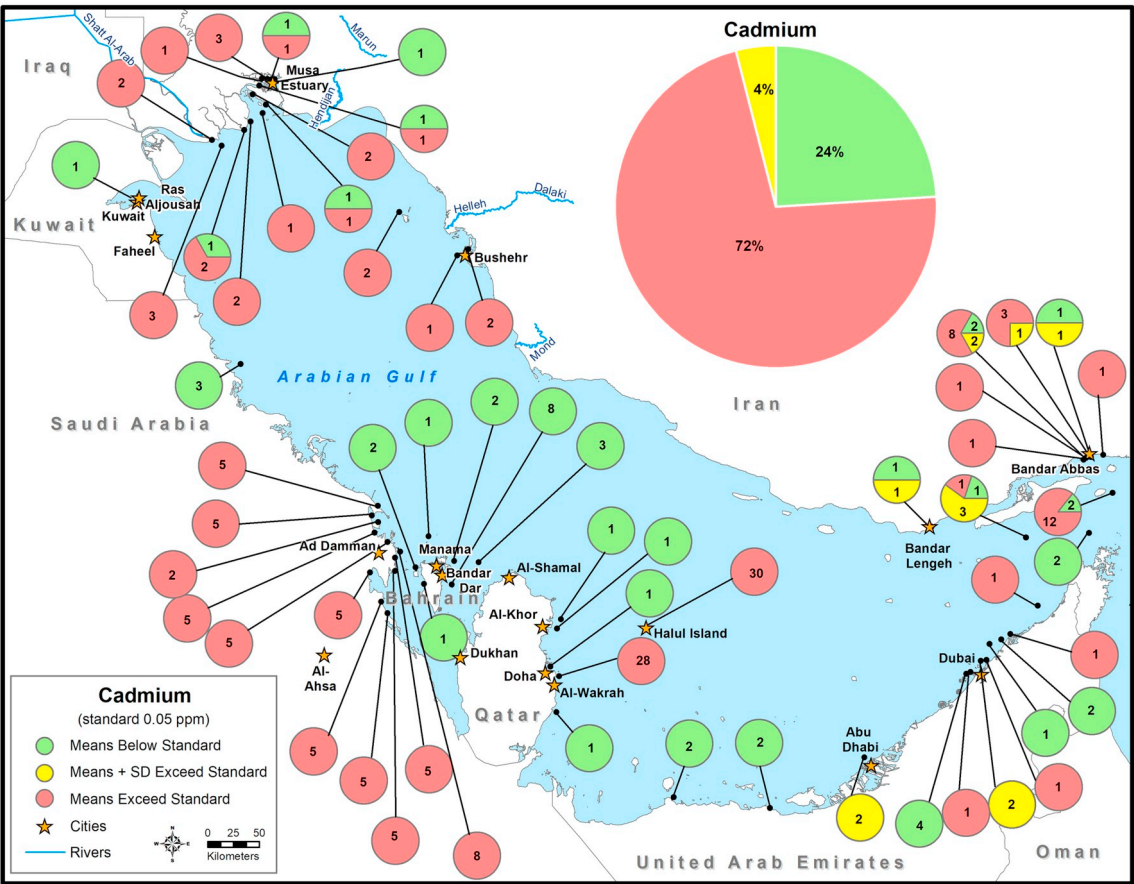 Cadmium
4%
24%
72%
Shatt Al-Arab
Marun
Iraq
1
3
1
1
1
Musa
Estuary
2
Hendijan
1
1
2
1
Ras
Aljousah
Kuwait
Kuwait
Faheel
1
1
1
Dalaki
Helleh
1
2
2
Bushehr
3
2
1
2
Mond
Arabian Gulf
3
Saudi Arabia
Iran
8
2
2
3
1
1
1
1
1
1
Bandar Abbas
2
1
2
8
3
5
5
2
5
5
Ad Damman
Manama
Bandar
Dar
Bahrain
Al-Shamal
1
1
1
30
1
1
Bandar
Lengeh
1
1
3
2
12
2
1
5
1
Al-Khor
Halul Island
Dukhan
Al-
Ahsa
Doha
28
Al-Wakrah
Qatar
Dubai
1
2
1
1
5
5
5
5
8
1
2
2
Abu
Dhabi
2
4
1
2
United Arab Emirates
Oman
Cadmium
(standard 0.05 ppm)
Means Below Standard
Means + SD Exceed Standard
Means Exceed Standard
Cities
Rivers
N
W E
S
0 25 50
Kilometers